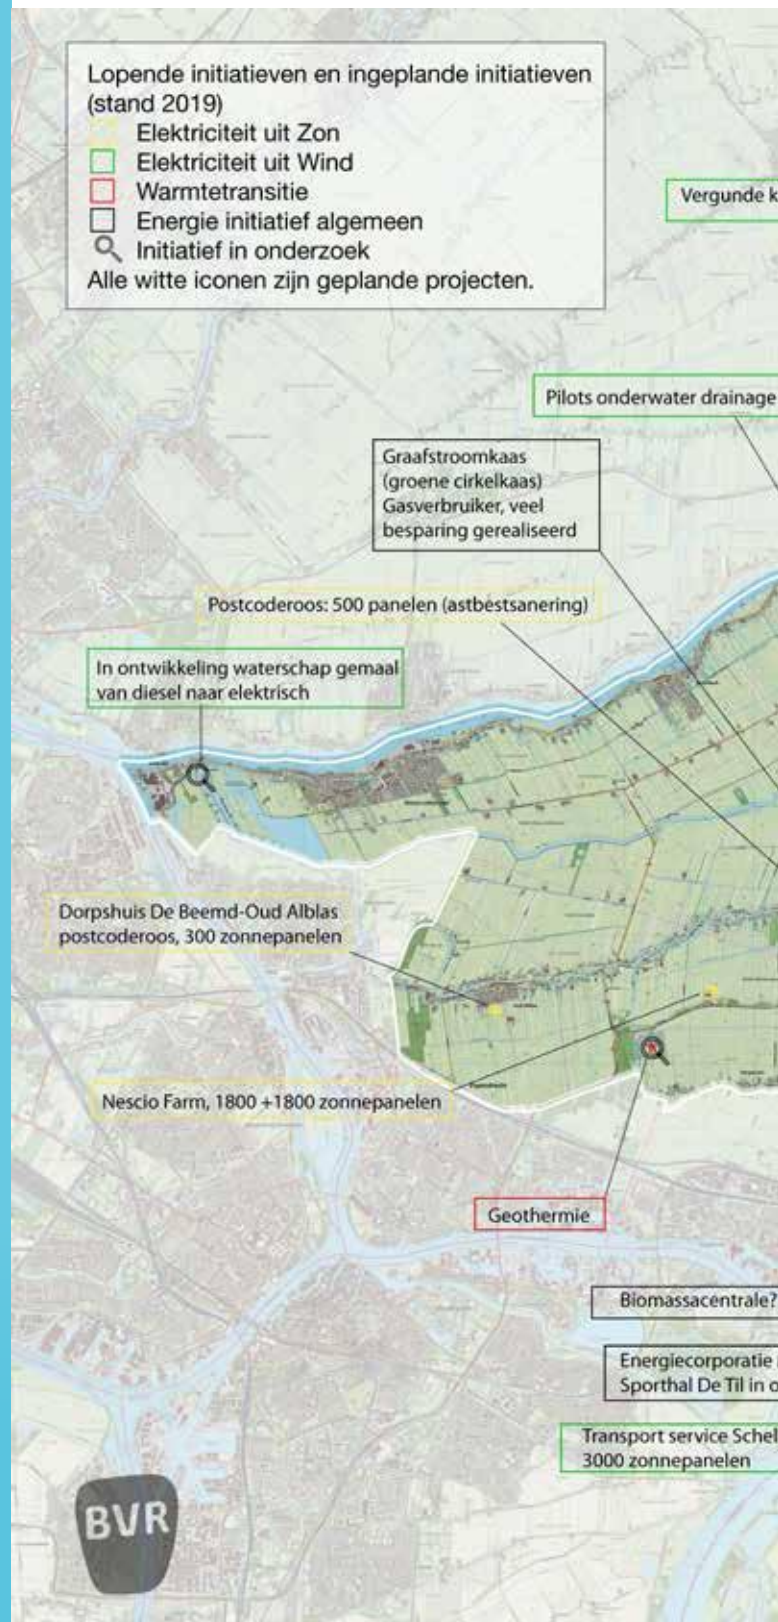 Lopende initiatieven en ingeplande initiatieven
(stand 2019)
Elektriciteit uit Zon
Elektriciteit uit Wind
Warmtetransitie
Energie initiatief algemeen
Initiatief in onderzoek
Alle witte iconen zijn geplande projecten.
Vergunde k
Pilots onderwater drainage
Graafstroomkaas
(groene cirkelkaas)
Gasverbruiker, veel
besparing gerealiseerd
Postcoderoos: 500 panelen (astbestsanering)
In ontwikkeling waterschap gemaal
van diesel naar elektrisch
Dorpshuis De Beemd-Oud Alblas
postcoderoos, 300 zonnepanelen
Nescio Farm, 1800 +1800 zonnepanelen
Geothermie
Biomassacentrale?
Energiecorporatie
Sporthal De Til in o
Transport service Schel
3000 zonnepanelen
BVR